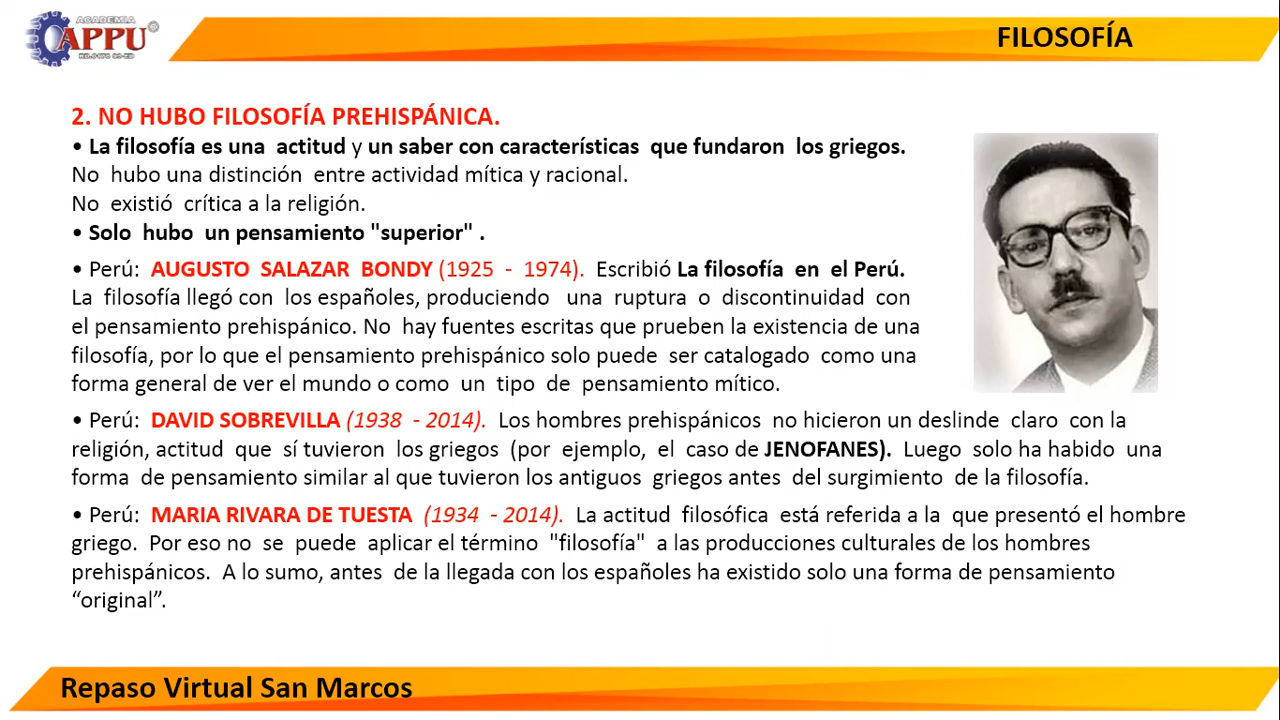 ACADEMIA
APPU
FILOSOFÍA
2. NO HUBO FILOSOFÍA PREHISPÁNICA.
• La filosofía es una actitud y un saber con características que fundaron los griegos.
No hubo una distinción entre actividad mítica y racional.
No existió crítica a la religión.
• Solo hubo un pensamiento "superior" .
• Perú: AUGUSTO SALAZAR BONDY (1925 - 1974). Escribió La filosofía en el Perú.
La filosofía llegó con los españoles, produciendo una ruptura o discontinuidad con
el pensamiento prehispánico. No hay fuentes escritas que prueben la existencia de una
filosofía, por lo que el pensamiento prehispánico solo puede ser catalogado como una
forma general de ver el mundo o como un tipo de pensamiento mítico.
• Perú: DAVID SOBREVILLA (1938 - 2014). Los hombres prehispánicos no hicieron un deslinde claro con la
religión, actitud que sí tuvieron los griegos (por ejemplo, el caso de JENOFANES). Luego solo ha habido una
forma de pensamiento similar al que tuvieron los antiguos griegos antes del surgimiento de la filosofía.
• Perú: MARIA RIVARA DE TUESTA (1934 - 2014). La actitud filosófica está referida a la que presentó el hombre
griego. Por eso no se puede aplicar el término "filosofía" a las producciones culturales de los hombres
prehispánicos. A lo sumo, antes de la llegada con los españoles ha existido solo una forma de pensamiento
“original”.
Repaso Virtual San Marcos